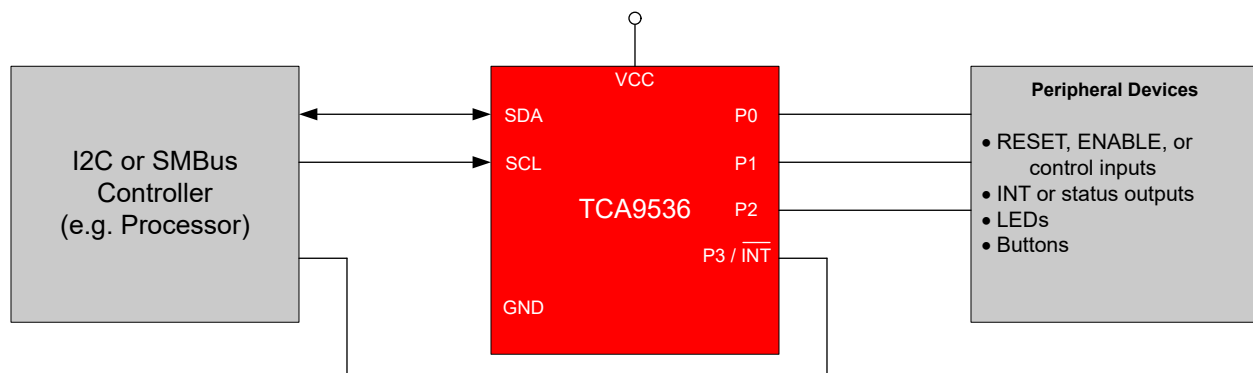 VCC
I2C or SMBus
Controller
(e.g. Processor)
SDA
SCL
TCA9536
GND
P0
P1
P2
P3 / INT
Peripheral Devices
• RESET, ENABLE, or
control inputs
• INT or status outputs
• LEDs
• Buttons